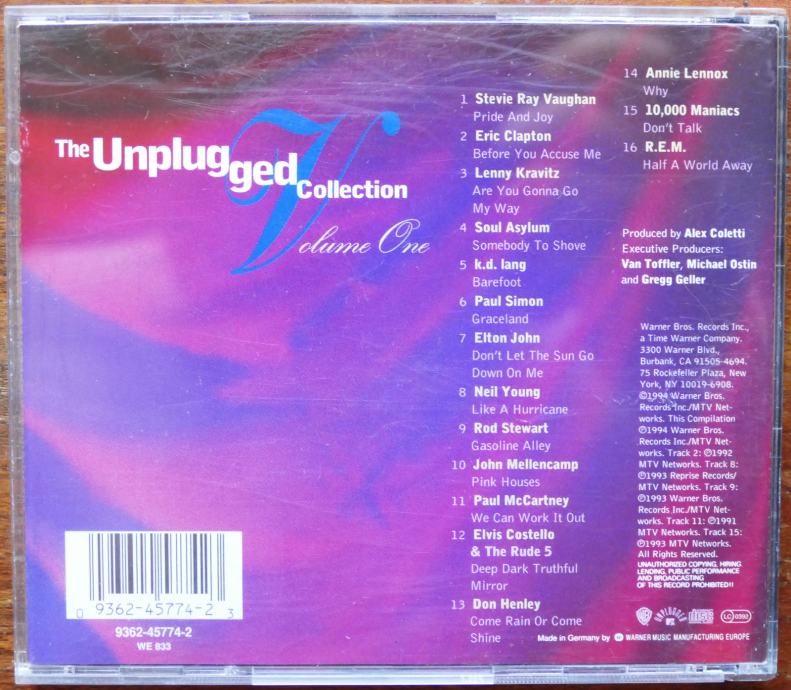 The Unplugged Collection
Volume One
1 Stevie Ray Vaughan
Pride And Joy
2 Eric Clapton
Before You Accuse Me
3 Lenny Kravitz
Are You Gonna Go
My Way
4 Soul Asylum
Somebody To Shove
5 k.d. lang
Barefoot
6 Paul Simon
Graceland
7 Elton John
Don't Let The Sun Go
Down On Me
8 Neil Young
Like A Hurricane
9 Rod Stewart
Gasoline Alley
10 John Mellencamp
Pink Houses
11 Paul McCartney
We Can Work It Out
12 Elvis Costello
& The Rude 5
Deep Dark Truthful
Mirror
13 Don Henley
Come Rain Or Come
Shine
14 Annie Lennox
Why
15 10,000 Maniacs
Don't Talk
16 R.E.M.
Half A World Away
Produced by Alex Coletti
Executive Producers:
Van Toffler, Michael Ostin
and Gregg Geller
Warner Bros. Records Inc.,
a Time Warner Company.
3300 Warner Blvd.,
Burbank, CA 91505-4694.
75 Rockefeller Plaza, New
York, NY 10019-6908.
©1994 Warner Bros.
Records Inc./MTV Net-
works. This Compilation
℗1994 Warner Bros.
Records Inc./MTV Net-
works. Track 2: ℗1992
MTV Networks. Track 8:
℗1993 Reprise Records/
MTV Networks. Track 9:
℗1993 Warner Bros.
Records Inc./MTV Net-
works. Track 11: ℗1991
MTV Networks. Track 15:
℗1993 MTV Networks.
All Rights Reserved.
UNAUTHORIZED COPYING, HIRING
LENDING, PUBLIC PERFORMANCE
AND BROADCASTING
OF THIS RECORD PROHIBITED!!
0 9362-45774-2 3
9362-45774-2
WE 833
UNPLUGGED
MTV
disc
LC 0392
Made in Germany by WARNER MUSIC MANUFACTURING EUROPE